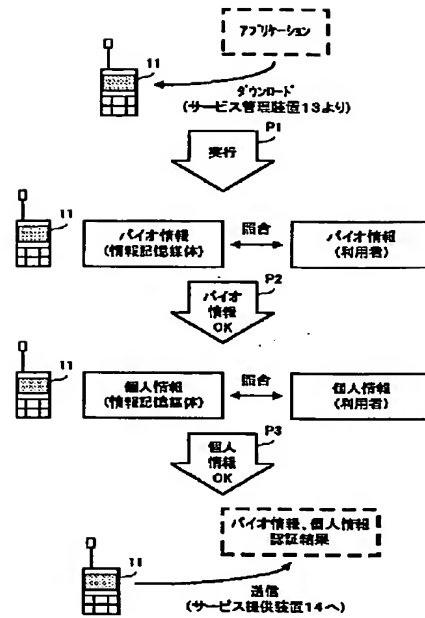 アプリケーション
11
ダウンロード
(サービス管理装置13より)
P1
実行
11
バイオ情報
(情報記憶媒体)
照合
バイオ情報
(利用者)
P2
バイオ
情報
OK
11
個人情報
(情報記憶媒体)
照合
個人情報
(利用者)
P3
個人
情報
OK
バイオ情報、個人情報
認証結果
11
送信
(サービス提供装置14へ)